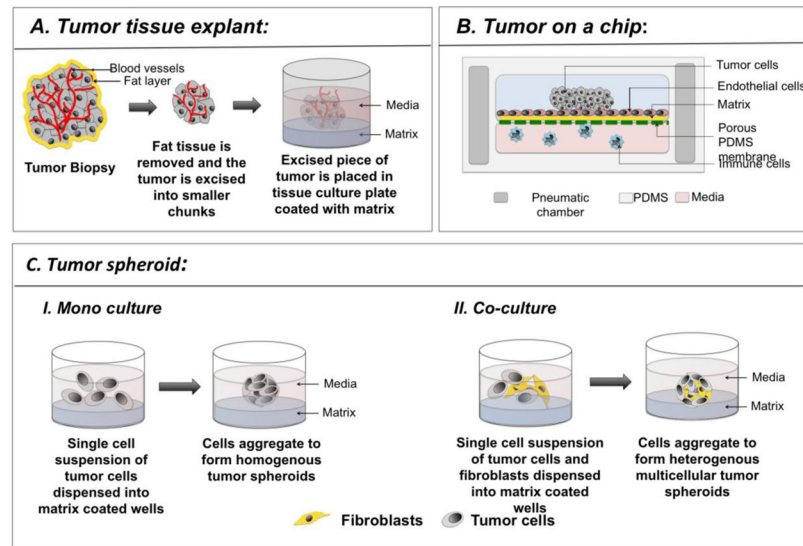 A. Tumor tissue explant:
Blood vessels
Fat layer
Tumor Biopsy
Fat tissue
is removed and the
tumor is excised
into smaller
chunks
Media
Matrix
Excised piece of
tumor is placed in
tissue culture plate
coated with matrix
B. Tumor on a chip:
Tumor cells
Endothelial cells
Matrix
Porous
PDMS
membrane
Immune cells
Pneumatic
chamber
PDMS
Media
C. Tumor spheroid:
I. Mono culture
Media
Matrix
Single cell
suspension of
tumor cells
dispensed into
matrix coated wells
Cells aggregate to
form homogenous
tumor spheroids
II. Co-culture
Media
Matrix
Single cell suspension
of tumor cells and
fibroblasts dispensed
into matrix coated
wells
Cells aggregate to
form heterogenous
multicellular tumor
spheroids
Fibroblasts
Tumor cells